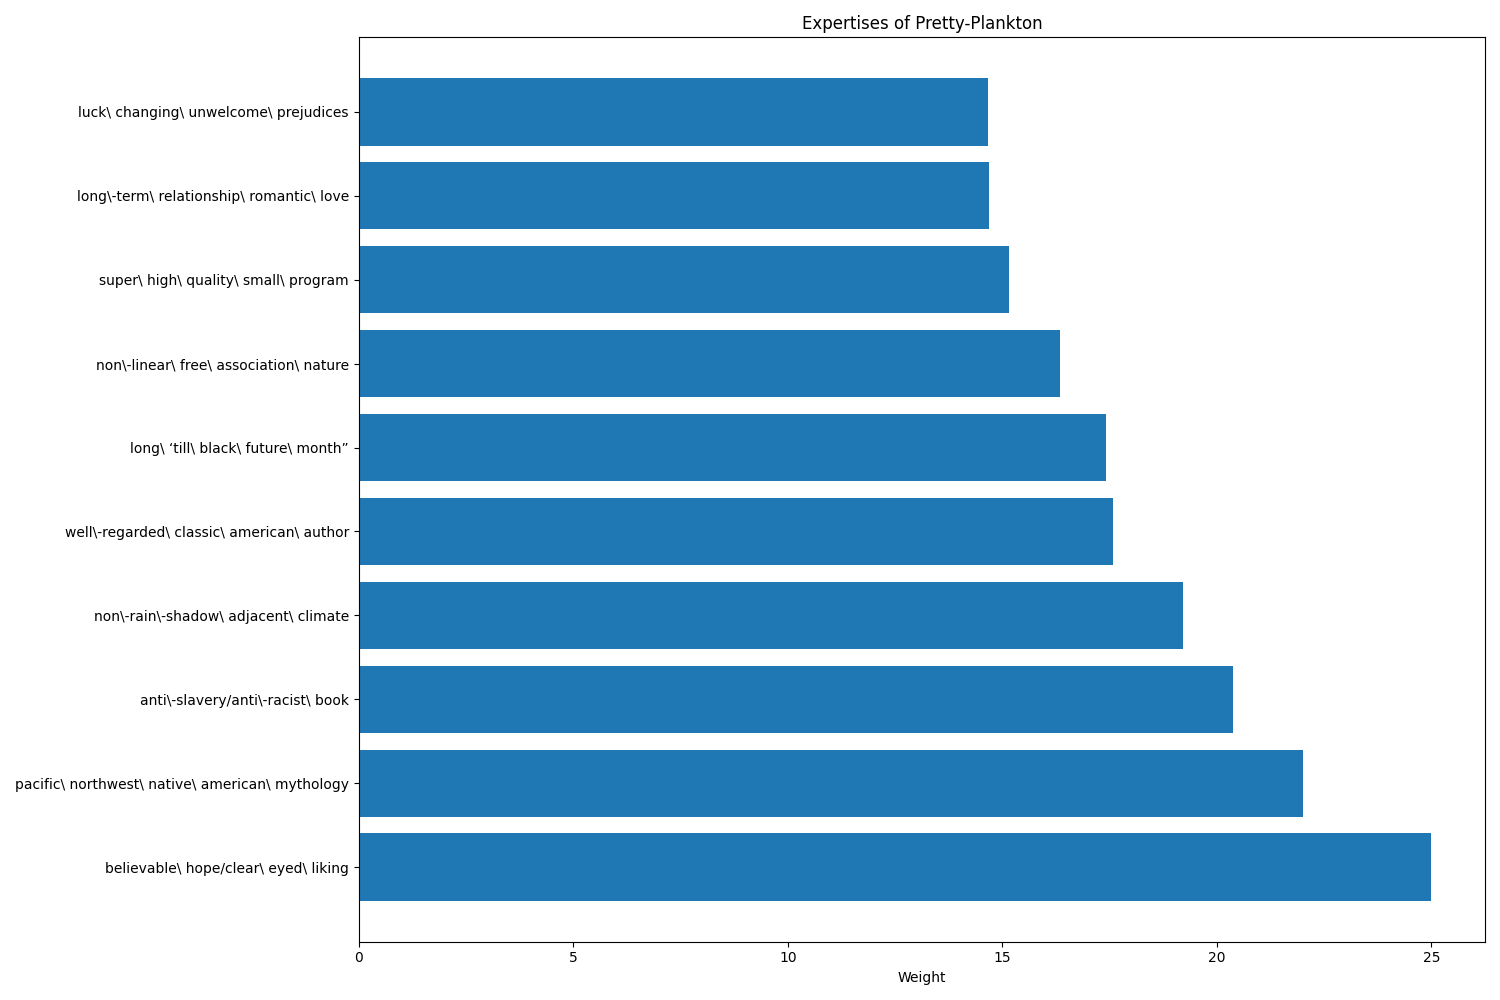 Expertises of Pretty-Plankton
luck\ changing\ unwelcome\ prejudices
long\-term\ relationship\ romantic\ love
super\ high\ quality\ small\ program
non\-linear\ free\ association\ nature
long\ ‘till\ black\ future\ month”
well\-regarded\ classic\ american\ author
non\-rain\-shadow\ adjacent\ climate
anti\-slavery/anti\-racist\ book
pacific\ northwest\ native\ american\ mythology
believable\ hope/clear\ eyed\ liking
0 5 10 15 20 25
Weight